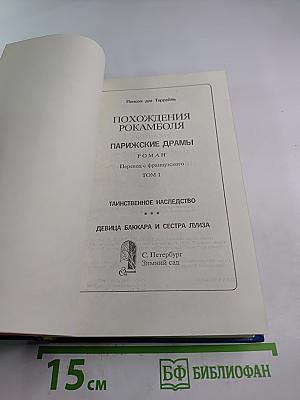 Понсон дю Террайль
ПОХОЖДЕНИЯ
РОКАМБОЛЯ
ПАРИЖСКИЕ ДРАМЫ
РОМАН
Перевод с французского
ТОМ 1
ТАИНСТВЕННОЕ НАСЛЕДСТВО
* * *
ДЕВИЦА БАККАРА И СЕСТРА ЛУИЗА
С. Петербург
Зимний сад
15 см
БФ БИБЛИОФАН